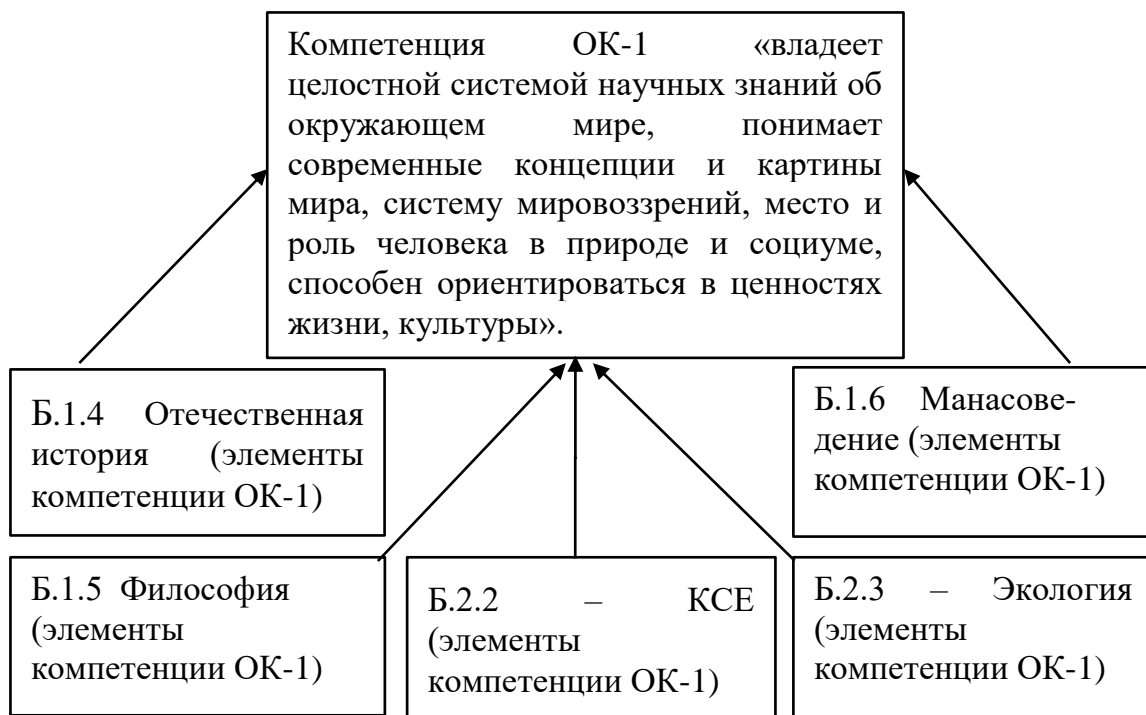 Компетенция ОК-1 «владеет
целостной системой научных знаний об
окружающем мире, понимает
современные концепции и картины
мира, систему мировоззрений, место и
роль человека в природе и социуме,
способен ориентироваться в ценностях
жизни, культуры».
Б.1.4 Отечественная
история (элементы
компетенции ОК-1)
Б.1.6 Манасове-
дение (элементы
компетенции ОК-1)
Б.1.5 Философия
(элементы
компетенции ОК-1)
Б.2.2 – КСЕ
(элементы
компетенции ОК-1)
Б.2.3 – Экология
(элементы
компетенции ОК-1)